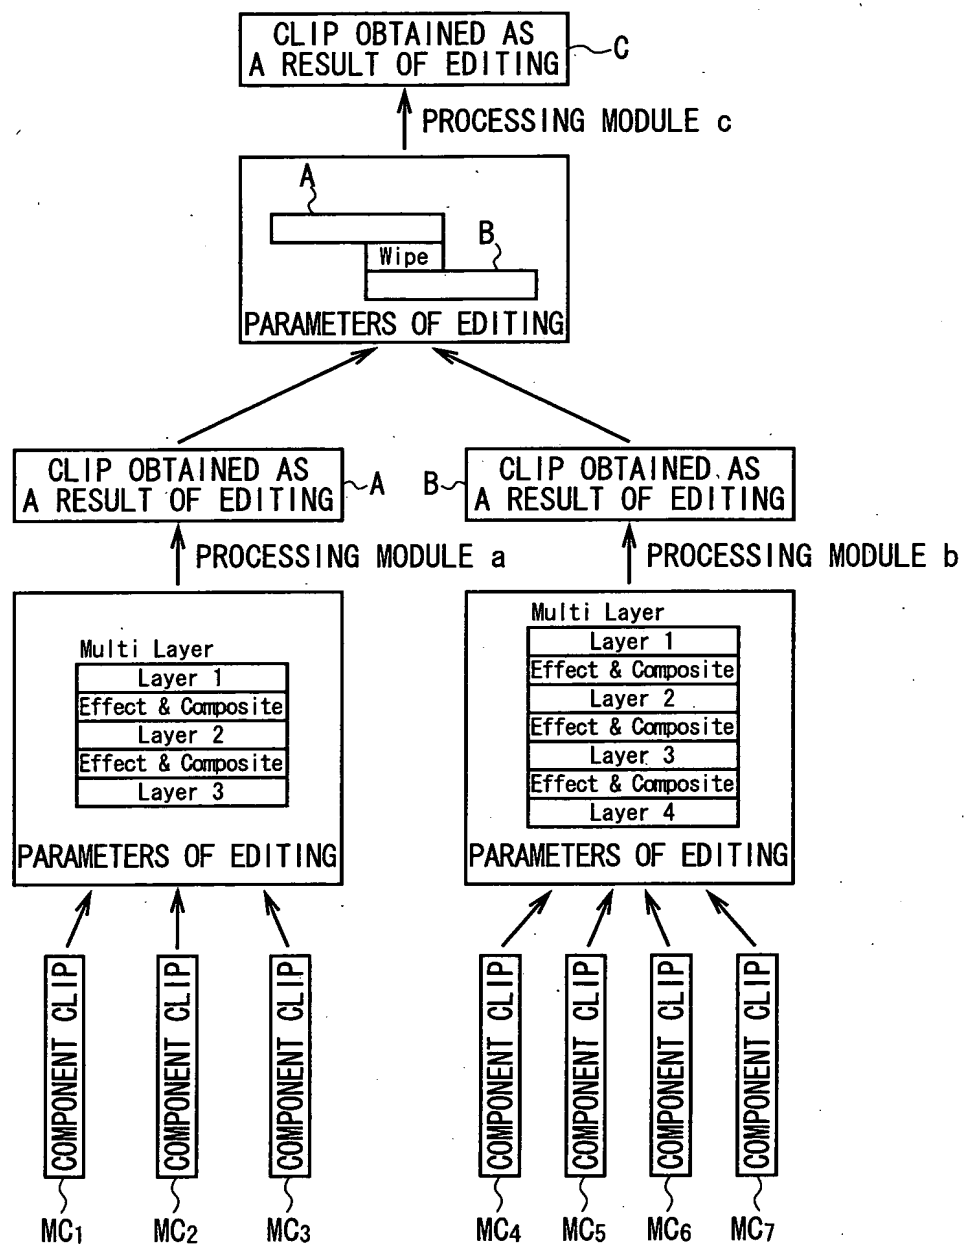 CLIP OBTAINED AS
A RESULT OF EDITING
C
PROCESSING MODULE c
A
B
Wipe
PARAMETERS OF EDITING
CLIP OBTAINED AS
A RESULT OF EDITING
A
B
CLIP OBTAINED AS
A RESULT OF EDITING
PROCESSING MODULE a
PROCESSING MODULE b
Multi Layer
Layer 1
Effect & Composite
Layer 2
Effect & Composite
Layer 3
PARAMETERS OF EDITING
Multi Layer
Layer 1
Effect & Composite
Layer 2
Effect & Composite
Layer 3
Effect & Composite
Layer 4
PARAMETERS OF EDITING
COMPONENT CLIP
COMPONENT CLIP
COMPONENT CLIP
COMPONENT CLIP
COMPONENT CLIP
COMPONENT CLIP
COMPONENT CLIP
MC1
MC2
MC3
MC4
MC5
MC6
MC7